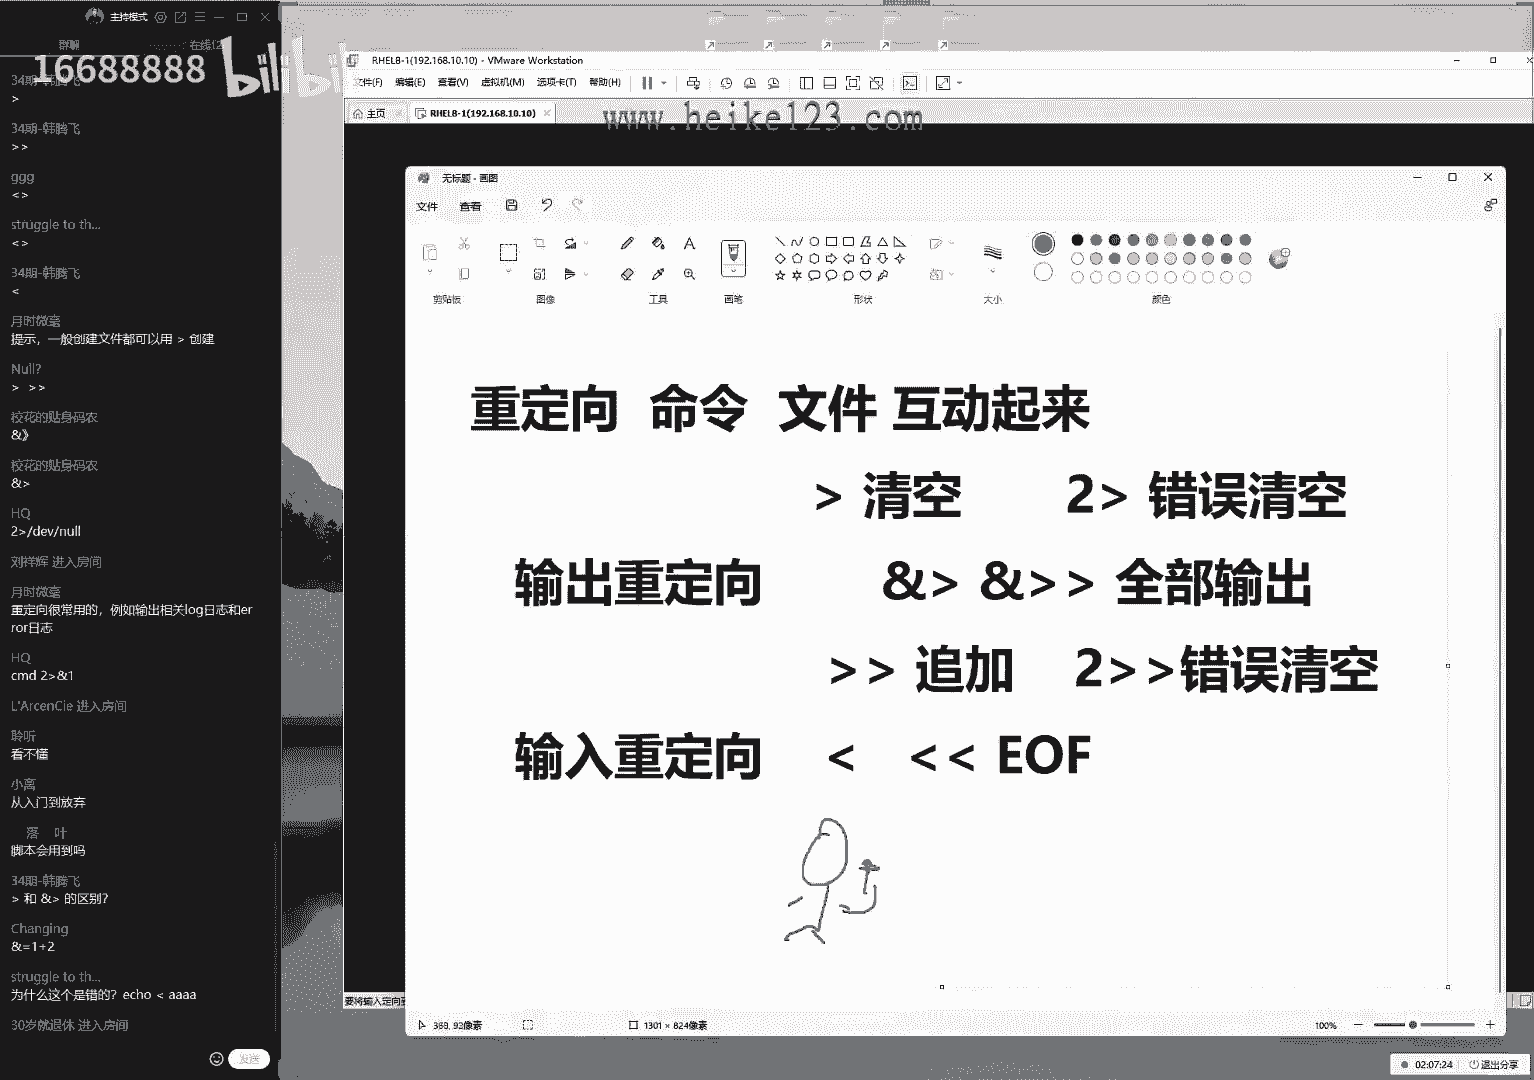 主持模式
群聊
在线12
16688888
bilibili
34期-韩腾飞
>
34期-韩腾飞
>>
ggg
<>
struggle to th...
<>
34期-韩腾飞
<
月时微毫
提示，一般创建文件都可以用 > 创建
Null?
> >>
校花的贴身码农
&》
校花的贴身码农
&>
HQ
2>/dev/null
刘祥辉 进入房间
月时微毫
重定向很常用的，例如输出相关log日志和er
ror日志
HQ
cmd 2>&1
L'ArcenCie 进入房间
聆听
看不懂
小离
从入门到放弃
落 叶
脚本会用到吗
34期-韩腾飞
> 和 &> 的区别?
Changing
&=1+2
struggle to th...
为什么这个是错的? echo < aaaa
30岁就退休 进入房间
发送
RHEL8-1(192.168.10.10) - VMware Workstation
文件(F) 编辑(E) 查看(V) 虚拟机(M) 选项卡(T) 帮助(H)
主页 RHEL8-1(192.168.10.10)
www.heike123.com
无标题 - 画图
文件 查看
剪贴板 图像 工具 画笔 形状 大小 颜色
重定向 命令 文件 互动起来
> 清空 2> 错误清空
输出重定向 &> &>> 全部输出
>> 追加 2>>错误清空
输入重定向 < << EOF
要将输入定向到
388, 92像素 1301 × 824像素 100%
02:07:24 退出分享